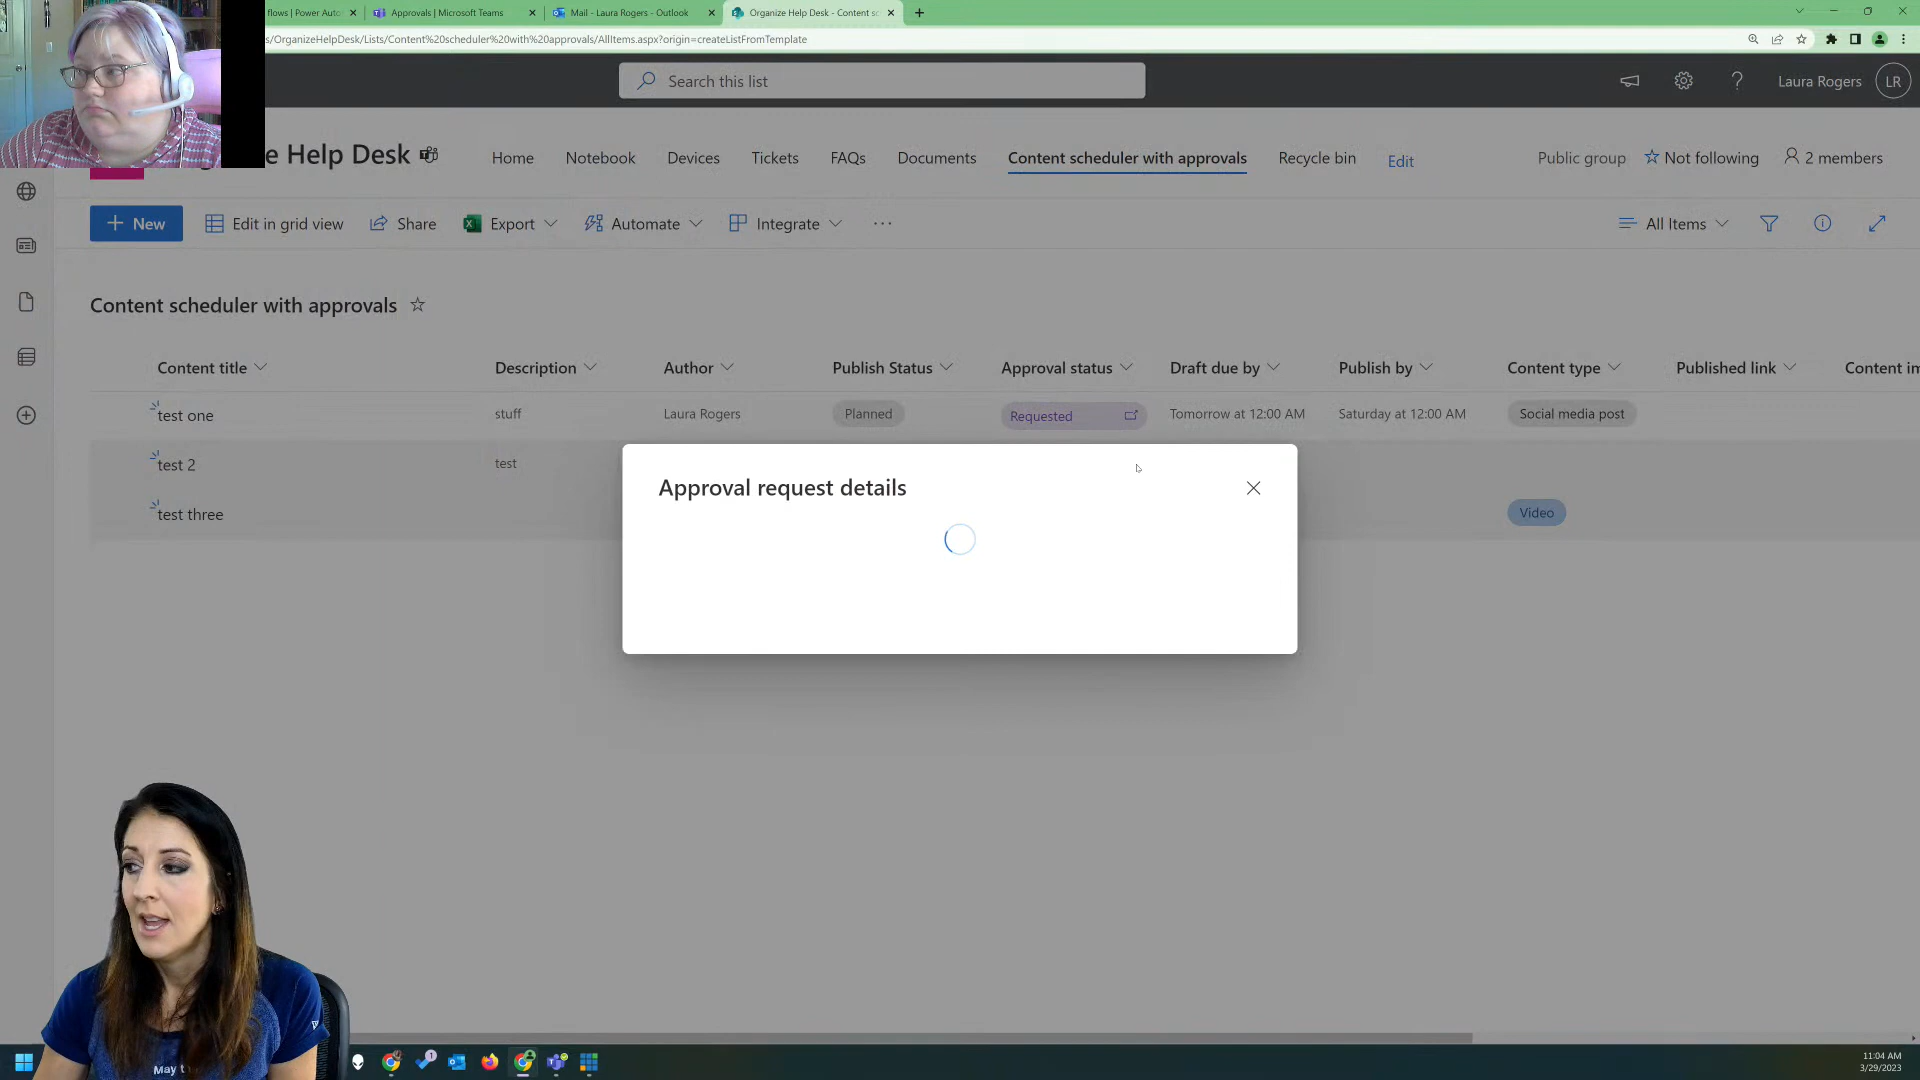 flows | Power Auto
Approvals | Microsoft Teams
Mail - Laura Rogers - Outlook
Organize Help Desk - Content sc
s/OrganizeHelpDesk/Lists/Content%20scheduler%20with%20approvals/AllItems.aspx?origin=createListFromTemplate
Search this list
Laura Rogers LR
e Help Desk
Home Notebook Devices Tickets FAQs Documents Content scheduler with approvals Recycle bin Edit
Public group Not following 2 members
New Edit in grid view Share Export Automate Integrate ... All Items
Content scheduler with approvals
Content title Description Author Publish Status Approval status Draft due by Publish by Content type Published link Content im
test one stuff Laura Rogers Planned Requested Tomorrow at 12:00 AM Saturday at 12:00 AM Social media post
test 2 test
test three Video
Approval request details
May t
1
11:04 AM
3/29/2023